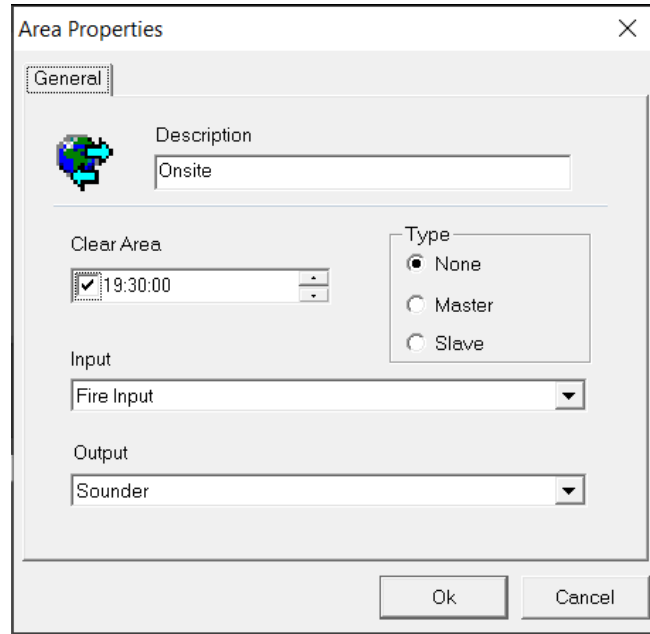 Area Properties
General
Description
Onsite
Clear Area
19:30:00
Type
None
Master
Slave
Input
Fire Input
Output
Sounder
Ok
Cancel